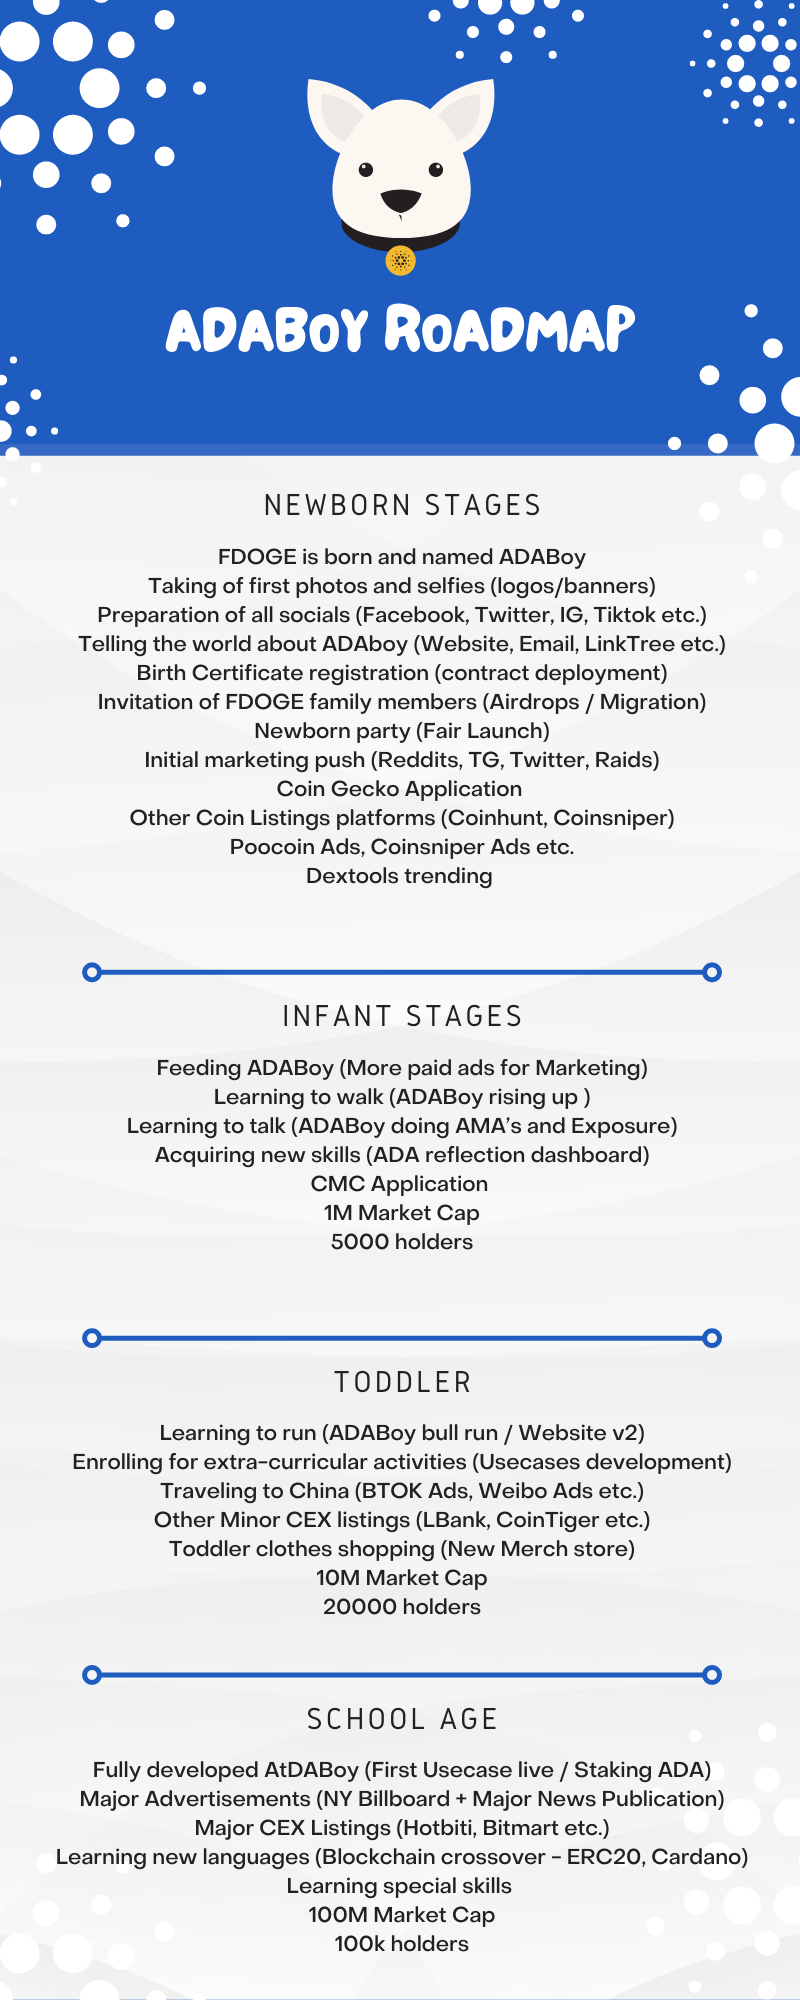 ADABoy Roadmap
NEWBORN STAGES
FDOGE is born and named ADABoy
Taking of first photos and selfies (logos/banners)
Preparation of all socials (Facebook, Twitter, IG, Tiktok etc.)
Telling the world about ADAboy (Website, Email, LinkTree etc.)
Birth Certificate registration (contract deployment)
Invitation of FDOGE family members (Airdrops / Migration)
Newborn party (Fair Launch)
Initial marketing push (Reddits, TG, Twitter, Raids)
Coin Gecko Application
Other Coin Listings platforms (Coinhunt, Coinsniper)
Poocoin Ads, Coinsniper Ads etc.
Dextools trending
INFANT STAGES
Feeding ADABoy (More paid ads for Marketing)
Learning to walk (ADABoy rising up )
Learning to talk (ADABoy doing AMA's and Exposure)
Acquiring new skills (ADA reflection dashboard)
CMC Application
1M Market Cap
5000 holders
TODDLER
Learning to run (ADABoy bull run / Website v2)
Enrolling for extra-curricular activities (Usecases development)
Traveling to China (BTOK Ads, Weibo Ads etc.)
Other Minor CEX listings (LBank, CoinTiger etc.)
Toddler clothes shopping (New Merch store)
10M Market Cap
20000 holders
SCHOOL AGE
Fully developed AtDABoy (First Usecase live / Staking ADA)
Major Advertisements (NY Billboard + Major News Publication)
Major CEX Listings (Hotbiti, Bitmart etc.)
Learning new languages (Blockchain crossover - ERC20, Cardano)
Learning special skills
100M Market Cap
100k holders